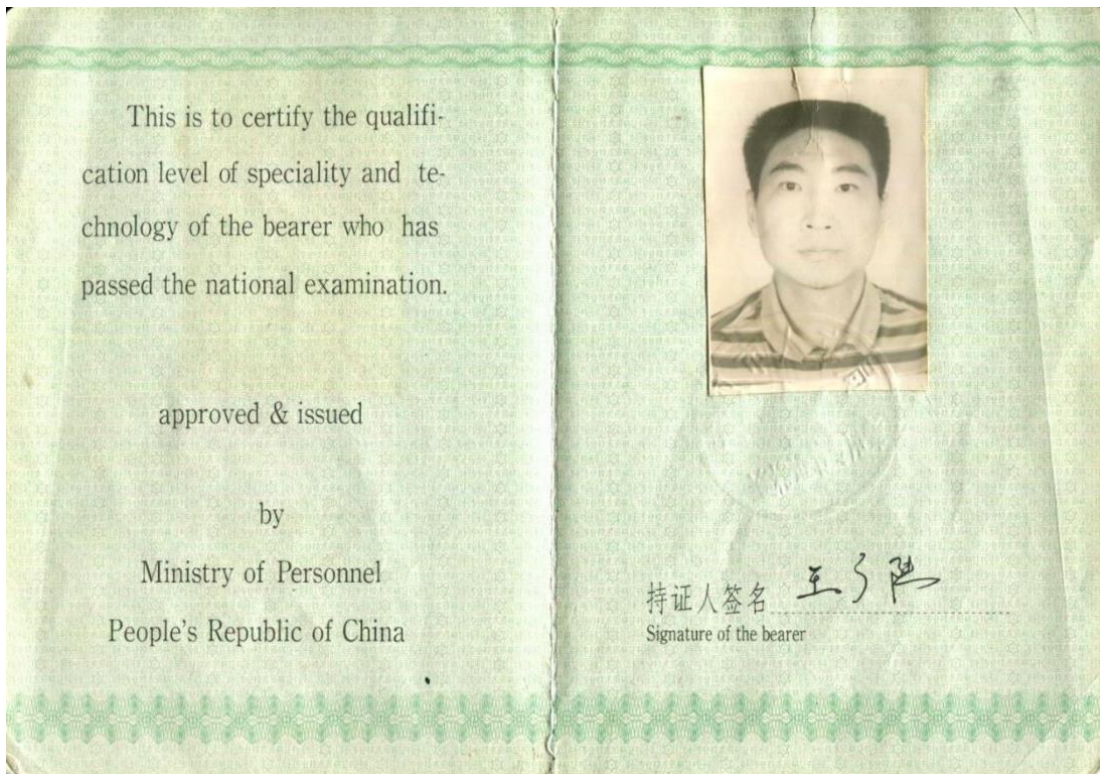 This is to certify the qualifi-
cation level of speciality and te-
chnology of the bearer who has
passed the national examination.
approved & issued
by
Ministry of Personnel
People's Republic of China
持证人签名 王
Signature of the bearer